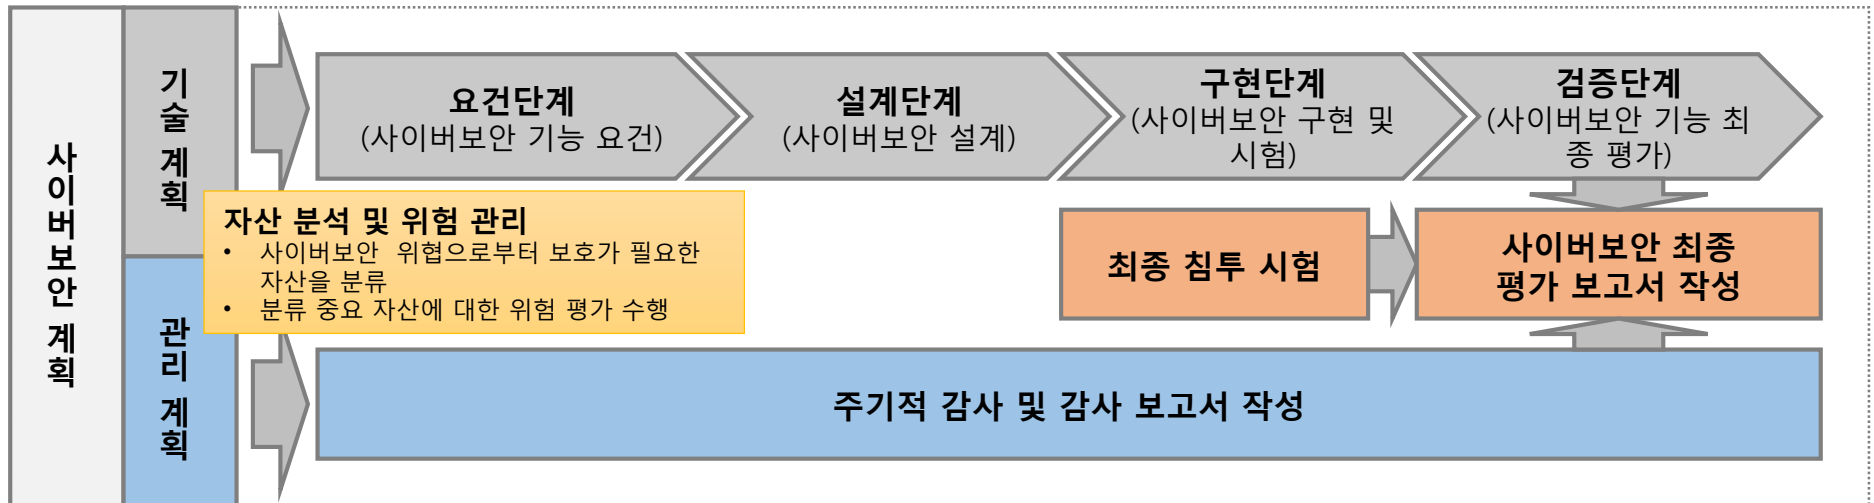 사이버보안 계획
기술 계획
관리 계획
요건단계
(사이버보안 기능 요건)
설계단계
(사이버보안 설계)
구현단계
(사이버보안 구현 및
시험)
검증단계
(사이버보안 기능 최
종 평가)
자산 분석 및 위험 관리
• 사이버보안 위협으로부터 보호가 필요한
자산을 분류
• 분류 중요 자산에 대한 위험 평가 수행
최종 침투 시험
사이버보안 최종
평가 보고서 작성
주기적 감사 및 감사 보고서 작성